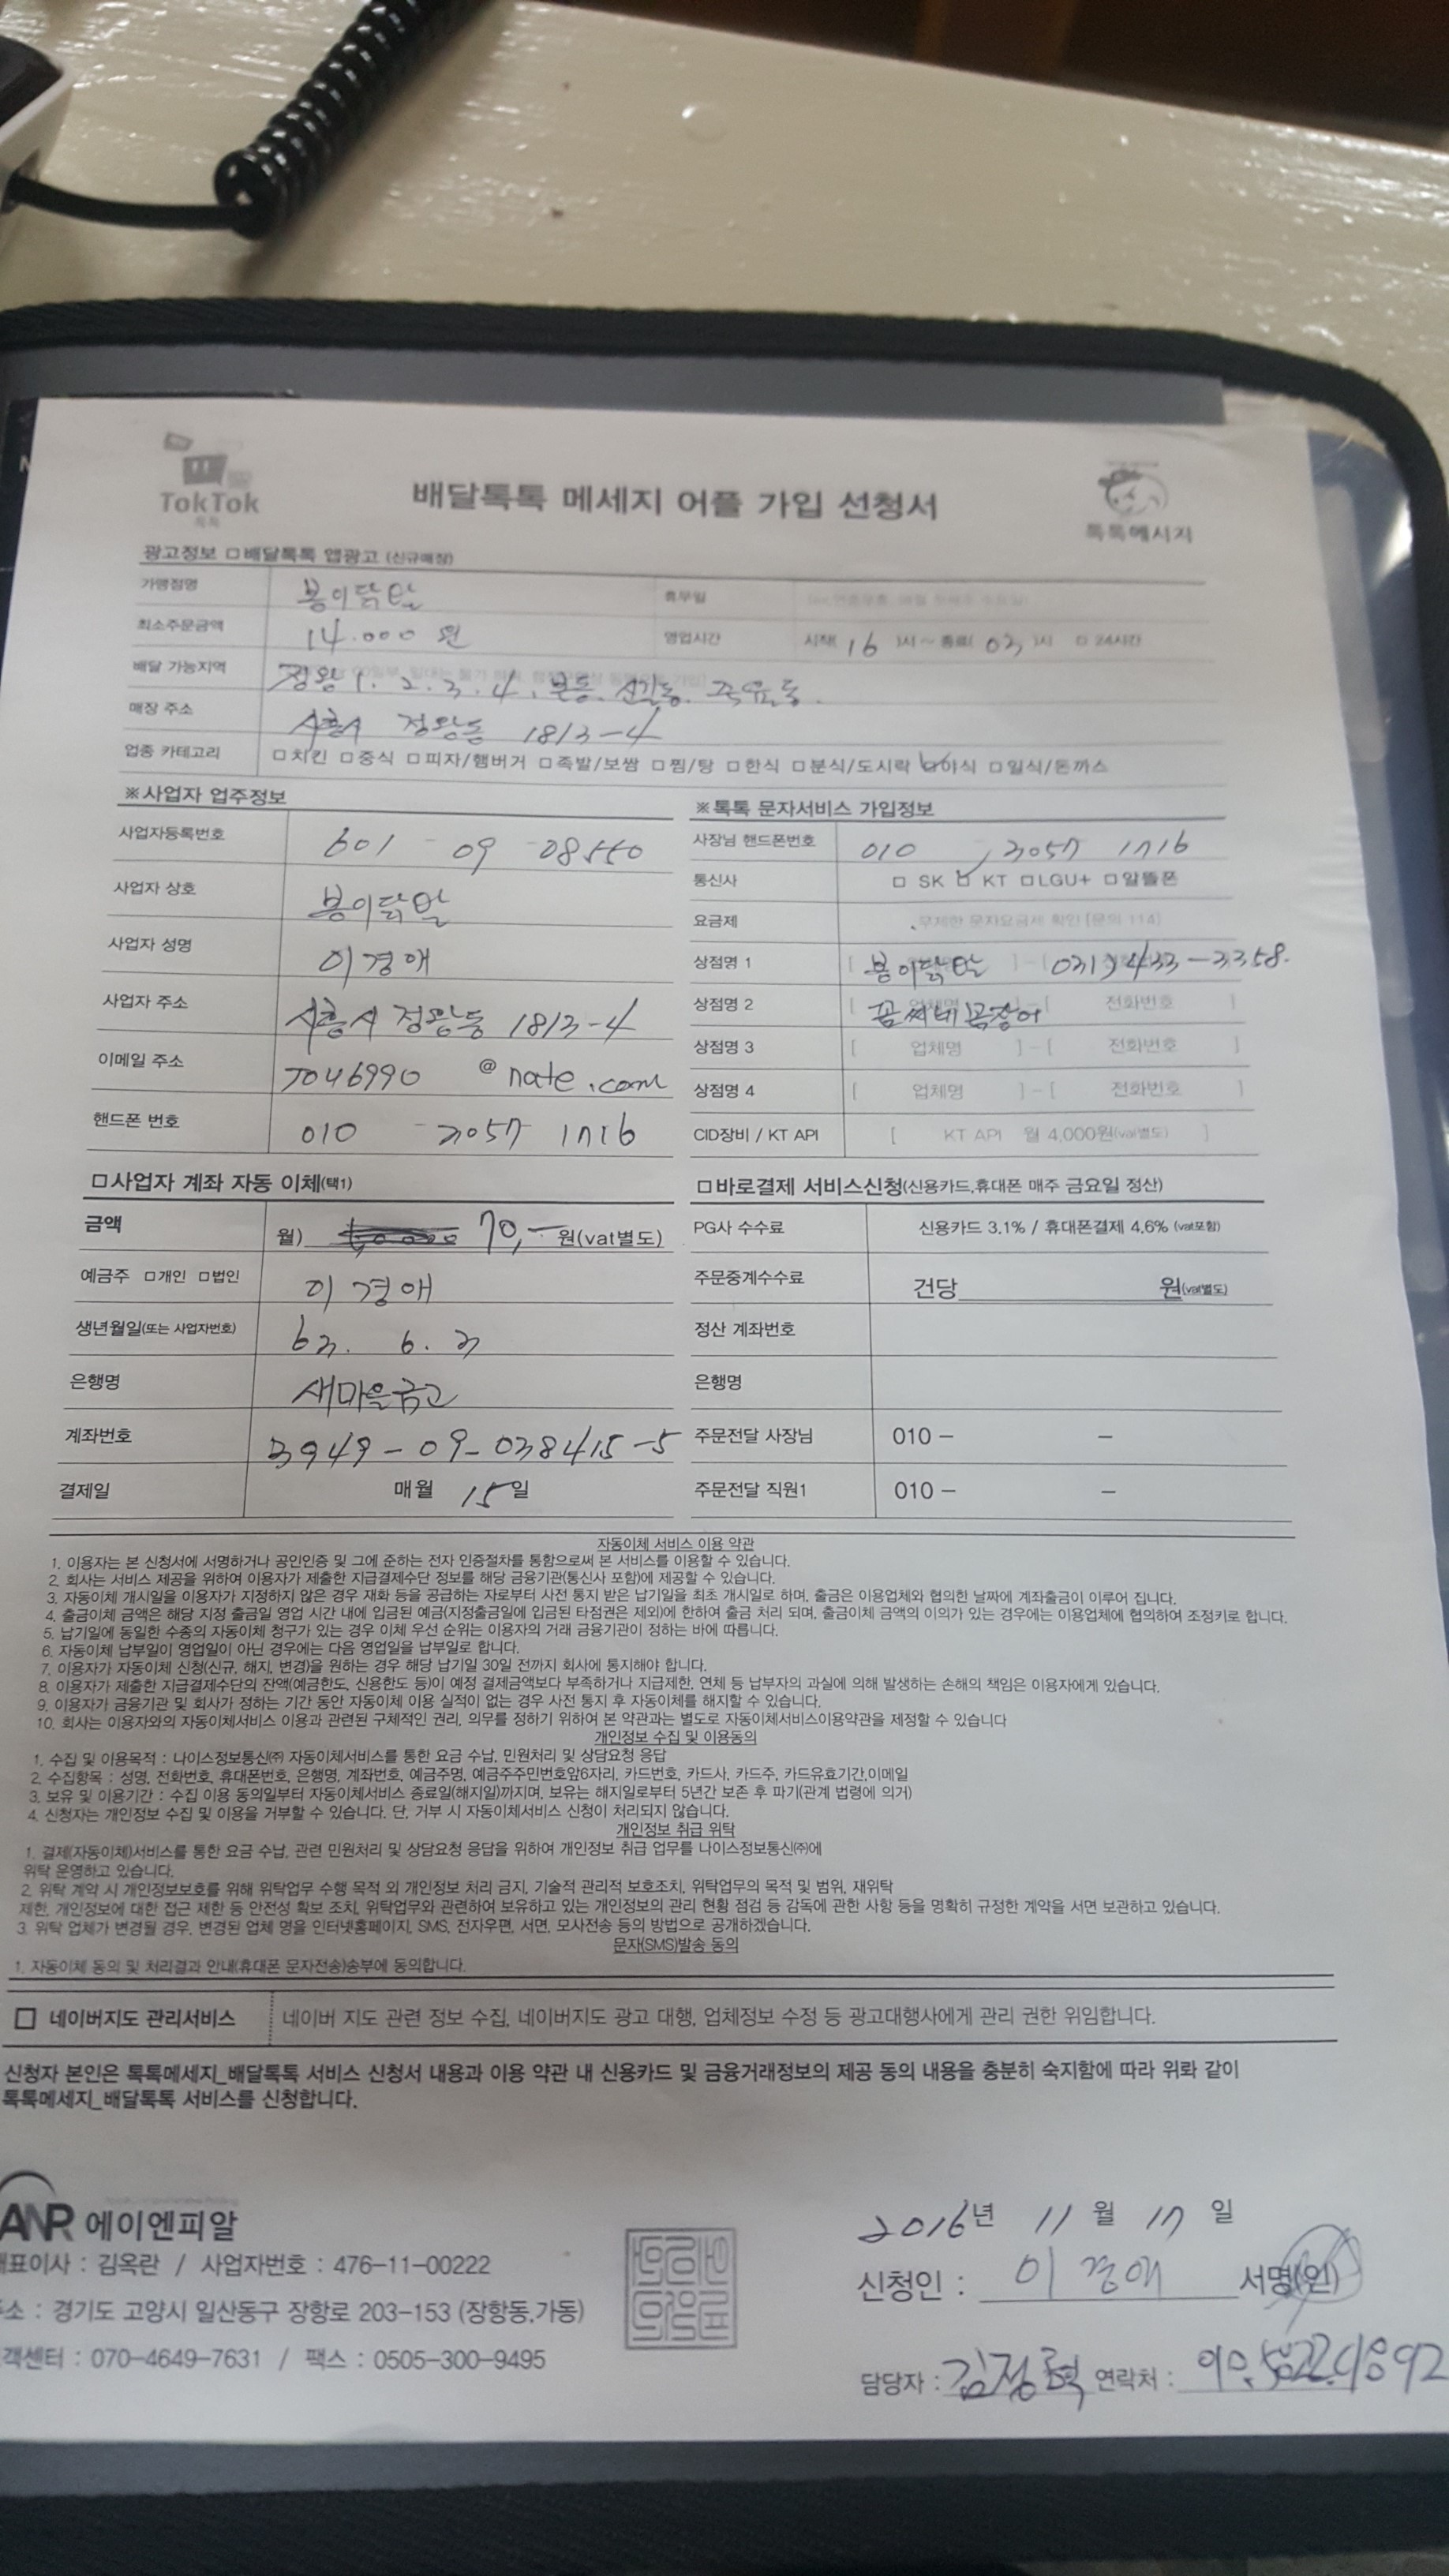 TokTok
톡톡
배달톡톡 메세지 어플 가입 신청서
톡톡메시지
광고정보 □배달톡톡 앱광고 (신규매장)
가맹점명 봉이닭발 휴무일
최소주문금액 14.000 원 영업시간 시작( 16 )시 ~ 종료( 03 )시 □ 24시간
배달 가능지역 정왕 1. 2. 3. 4.
매장 주소 시흥시 정왕동 1813-4
업종 카테고리 □치킨 □중식 □피자/햄버거 □족발/보쌈 □찜/탕 □한식 □분식/도시락 ☑야식 □일식/돈까스
※사업자 업주정보
사업자등록번호 601 - 09 - 08550
사업자 상호 봉이닭발
사업자 성명 이경애
사업자 주소 시흥시 정왕동 1813-4
이메일 주소 @ nate.com
핸드폰 번호 010 - 3057 1716
※톡톡 문자서비스 가입정보
사장님 핸드폰번호 010 3057 1716
통신사 □ SK ☑ KT □LGU+ □알뜰폰
요금제 무제한 문자요금제 확인 [문의 114]
상점명 1 [ 봉이닭발 ] - [ 031) 433-3358.
상점명 2 [ 꼼씨네꼼장어 전화번호 ]
상점명 3 [ 업체명 ] - [ 전화번호 ]
상점명 4 [ 업체명 ] - [ 전화번호 ]
CID장비 / KT API [ KT API 월 4,000원(vat별도) ]
□사업자 계좌 자동 이체(택1)
금액 월) 70,- 원(vat별도)
예금주 □개인 □법인 이경애
생년월일(또는 사업자번호) 63. 6. 3
은행명 새마을금고
계좌번호 3949-09-038415-5
결제일 매월 15일
□바로결제 서비스신청(신용카드,휴대폰 매주 금요일 정산)
PG사 수수료 신용카드 3.1% / 휴대폰결제 4.6% (vat포함)
주문중계수수료 건당 원(vat별도)
정산 계좌번호
은행명
주문전달 사장님 010 - -
주문전달 직원1 010 - -
자동이체 서비스 이용 약관
1. 이용자는 본 신청서에 서명하거나 공인인증 및 그에 준하는 전자 인증절차를 통함으로써 본 서비스를 이용할 수 있습니다.
2. 회사는 서비스 제공을 위하여 이용자가 제출한 지급결제수단 정보를 해당 금융기관(통신사 포함)에 제공할 수 있습니다.
3. 자동이체 개시일을 이용자가 지정하지 않은 경우 재화 등을 공급하는 자로부터 사전 통지 받은 납기일을 최초 개시일로 하며, 출금은 이용업체와 협의한 날짜에 계좌출금이 이루어 집니다.
4. 출금이체 금액은 해당 지정 출금일 영업 시간 내에 입금된 예금(지정출금일에 입금된 타점권은 제외)에 한하여 출금 처리 되며, 출금이체 금액의 이의가 있는 경우에는 이용업체에 협의하여 조정키로 합니다.
5. 납기일에 동일한 수종의 자동이체 청구가 있는 경우 이체 우선 순위는 이용자의 거래 금융기관이 정하는 바에 따릅니다.
6. 자동이체 납부일이 영업일이 아닌 경우에는 다음 영업일을 납부일로 합니다.
7. 이용자가 자동이체 신청(신규, 해지, 변경)을 원하는 경우 해당 납기일 30일 전까지 회사에 통지해야 합니다.
8. 이용자가 제출한 지급결제수단의 잔액(예금한도, 신용한도 등)이 예정 결제금액보다 부족하거나 지급제한, 연체 등 납부자의 과실에 의해 발생하는 손해의 책임은 이용자에게 있습니다.
9. 이용자가 금융기관 및 회사가 정하는 기간 동안 자동이체 이용 실적이 없는 경우 사전 통지 후 자동이체를 해지할 수 있습니다.
10. 회사는 이용자와의 자동이체서비스 이용과 관련된 구체적인 권리, 의무를 정하기 위하여 본 약관과는 별도로 자동이체서비스이용약관을 제정할 수 있습니다
개인정보 수집 및 이용동의
1. 수집 및 이용목적 : 나이스정보통신㈜ 자동이체서비스를 통한 요금 수납, 민원처리 및 상담요청 응답
2. 수집항목 : 성명, 전화번호, 휴대폰번호, 은행명, 계좌번호, 예금주명, 예금주주민번호앞6자리, 카드번호, 카드사, 카드주, 카드유효기간,이메일
3. 보유 및 이용기간 : 수집 이용 동의일부터 자동이체서비스 종료일(해지일)까지며, 보유는 해지일로부터 5년간 보존 후 파기(관계 법령에 의거)
4. 신청자는 개인정보 수집 및 이용을 거부할 수 있습니다. 단, 거부 시 자동이체서비스 신청이 처리되지 않습니다.
개인정보 취급 위탁
1. 결제(자동이체)서비스를 통한 요금 수납, 관련 민원처리 및 상담요청 응답을 위하여 개인정보 취급 업무를 나이스정보통신㈜에
위탁 운영하고 있습니다.
2. 위탁 계약 시 개인정보보호를 위해 위탁업무 수행 목적 외 개인정보 처리 금지, 기술적 관리적 보호조치, 위탁업무의 목적 및 범위, 재위탁
제한, 개인정보에 대한 접근 제한 등 안전성 확보 조치, 위탁업무와 관련하여 보유하고 있는 개인정보의 관리 현황 점검 등 감독에 관한 사항 등을 명확히 규정한 계약을 서면 보관하고 있습니다.
3. 위탁 업체가 변경될 경우, 변경된 업체 명을 인터넷홈페이지, SMS, 전자우편, 서면, 모사전송 등의 방법으로 공개하겠습니다.
문자(SMS)발송 동의
1. 자동이체 동의 및 처리결과 안내(휴대폰 문자전송)송부에 동의합니다.
□ 네이버지도 관리서비스 네이버 지도 관련 정보 수집, 네이버지도 광고 대행, 업체정보 수정 등 광고대행사에게 관리 권한 위임합니다.
신청자 본인은 톡톡메세지_배달톡톡 서비스 신청서 내용과 이용 약관 내 신용카드 및 금융거래정보의 제공 동의 내용을 충분히 숙지함에 따라 위와 같이
톡톡메세지_배달톡톡 서비스를 신청합니다.
ANR 에이엔피알
대표이사 : 김옥란 / 사업자번호 : 476-11-00222
주소 : 경기도 고양시 일산동구 장항로 203-153 (장항동,가동)
고객센터 : 070-4649-7631 / 팩스 : 0505-300-9495
2016년 11월 17일
신청인 : 이경애 서명(인)
담당자 : 김정혁 연락처 :